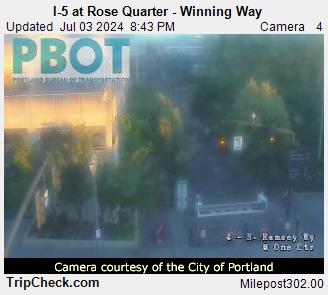 I-5 at Rose Quarter - Winning Way
Updated Jul 03 2024 8:43 PM Camera 4
PBOT
PORTLAND BUREAU OF TRANSPORTATION
4 - N. Ramsey Wy
@ One Ctr
Camera courtesy of the City of Portland
TripCheck.com Milepost302.00